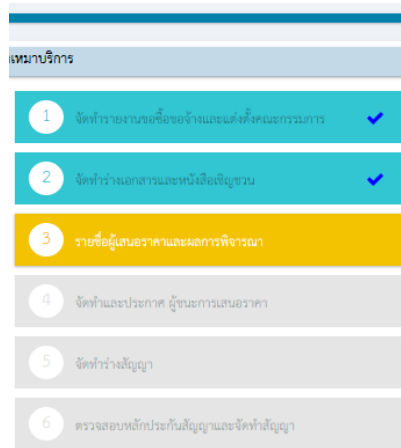 เหมาบริการ
1 จัดทำรายงานขอซื้อขอจ้างและแต่งตั้งคณะกรรมการ
2 จัดทำร่างเอกสารและหนังสือเชิญชวน
3 รายชื่อผู้เสนอราคาและผลการพิจารณา
4 จัดทำและประกาศ ผู้ชนะการเสนอราคา
5 จัดทำร่างสัญญา
6 ตรวจสอบหลักประกันสัญญาและจัดทำสัญญา